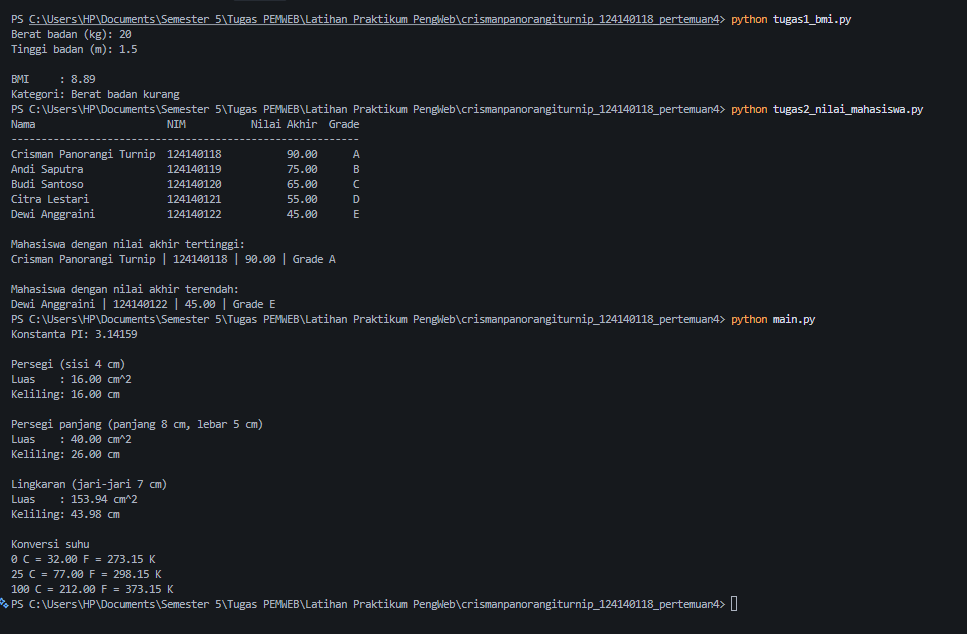 PS C:\Users\HP\Documents\Semester 5\Tugas PEMWEB\Latihan Praktikum PengWeb\crismanpanorangiturnip_124140118_pertemuan4> python tugas1_bmi.py
Berat badan (kg): 20
Tinggi badan (m): 1.5

BMI     : 8.89
Kategori: Berat badan kurang
PS C:\Users\HP\Documents\Semester 5\Tugas PEMWEB\Latihan Praktikum PengWeb\crismanpanorangiturnip_124140118_pertemuan4> python tugas2_nilai_mahasiswa.py
Nama                      NIM           Nilai Akhir  Grade
----------------------------------------------------------
Crisman Panorangi Turnip  124140118           90.00      A
Andi Saputra              124140119           75.00      B
Budi Santoso              124140120           65.00      C
Citra Lestari             124140121           55.00      D
Dewi Anggraini            124140122           45.00      E

Mahasiswa dengan nilai akhir tertinggi:
Crisman Panorangi Turnip | 124140118 | 90.00 | Grade A

Mahasiswa dengan nilai akhir terendah:
Dewi Anggraini | 124140122 | 45.00 | Grade E
PS C:\Users\HP\Documents\Semester 5\Tugas PEMWEB\Latihan Praktikum PengWeb\crismanpanorangiturnip_124140118_pertemuan4> python main.py
Konstanta PI: 3.14159

Persegi (sisi 4 cm)
Luas    : 16.00 cm^2
Keliling: 16.00 cm

Persegi panjang (panjang 8 cm, lebar 5 cm)
Luas    : 40.00 cm^2
Keliling: 26.00 cm

Lingkaran (jari-jari 7 cm)
Luas    : 153.94 cm^2
Keliling: 43.98 cm

Konversi suhu
0 C = 32.00 F = 273.15 K
25 C = 77.00 F = 298.15 K
100 C = 212.00 F = 373.15 K
PS C:\Users\HP\Documents\Semester 5\Tugas PEMWEB\Latihan Praktikum PengWeb\crismanpanorangiturnip_124140118_pertemuan4>